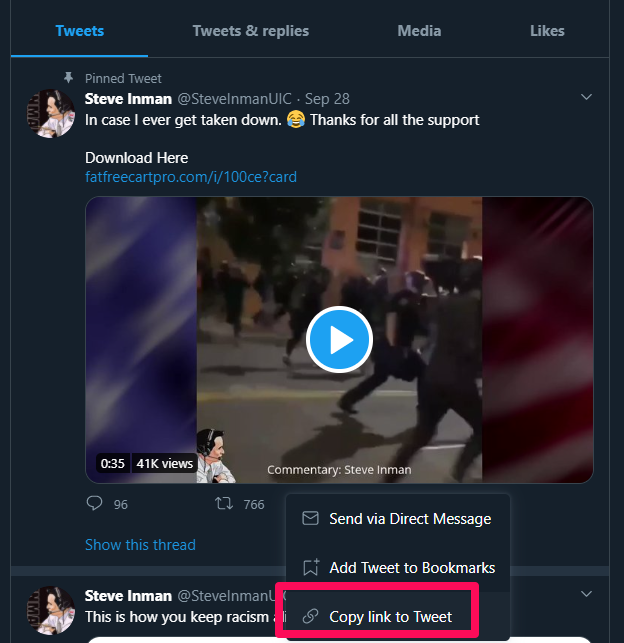 Tweets Tweets & replies Media Likes
Pinned Tweet
Steve Inman @SteveInmanUIC · Sep 28
In case I ever get taken down. 😂 Thanks for all the support
Download Here
fatfreecartpro.com/i/100ce?card
0:35 41K views
Commentary: Steve Inman
96 766
Send via Direct Message
Show this thread
Add Tweet to Bookmarks
Steve Inman @SteveInmanUIC
This is how you keep racism
Copy link to Tweet